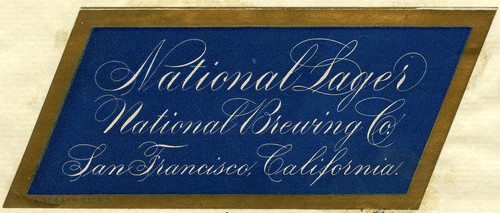 National Lager
National Brewing Co.
San Francisco, California.